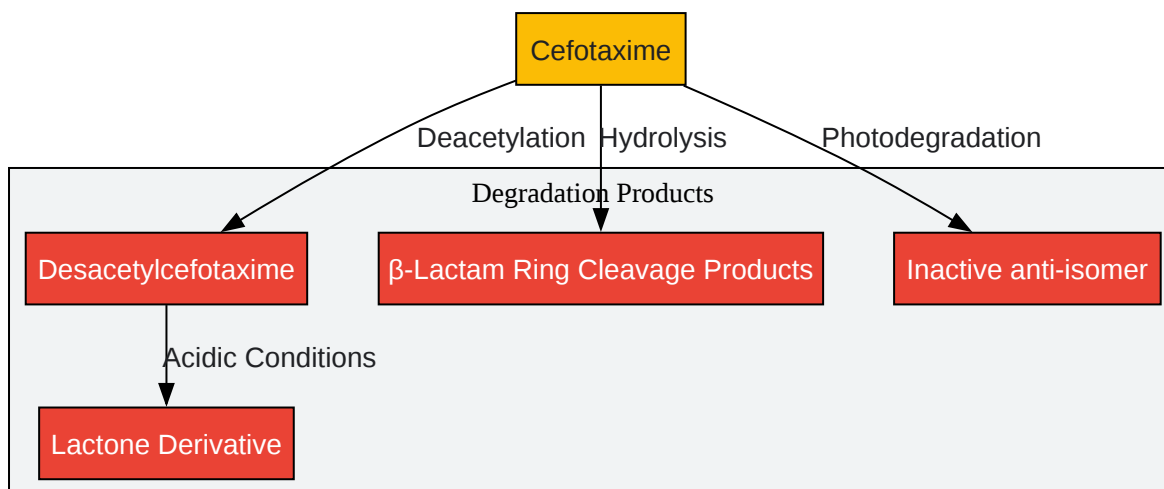 Cefotaxime
Deacetylation
Hydrolysis
Photodegradation
Degradation Products
Desacetylcefotaxime
β-Lactam Ring Cleavage Products
Inactive anti-isomer
Acidic Conditions
Lactone Derivative